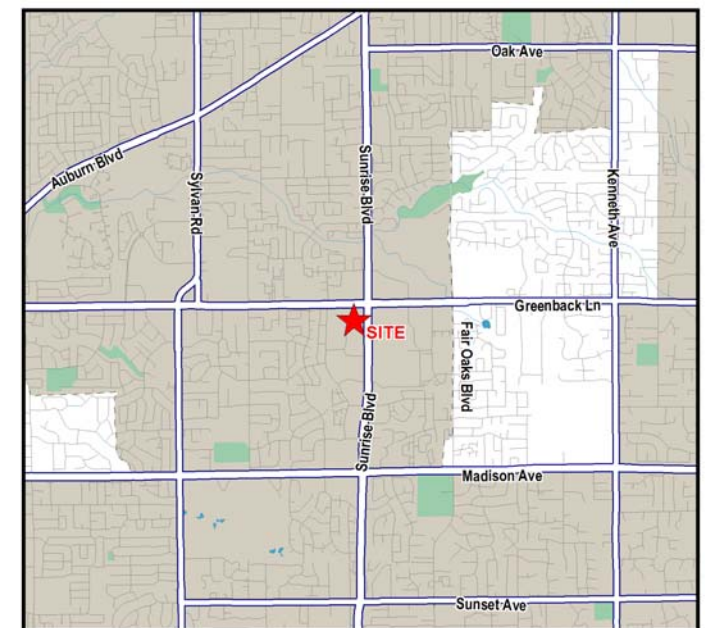 Oak Ave
Auburn Blvd
Sylvan Rd
Sunrise Blvd
Kenneth Ave
Greenback Ln
SITE
Fair Oaks Blvd
Sunrise Blvd
Madison Ave
Sunset Ave